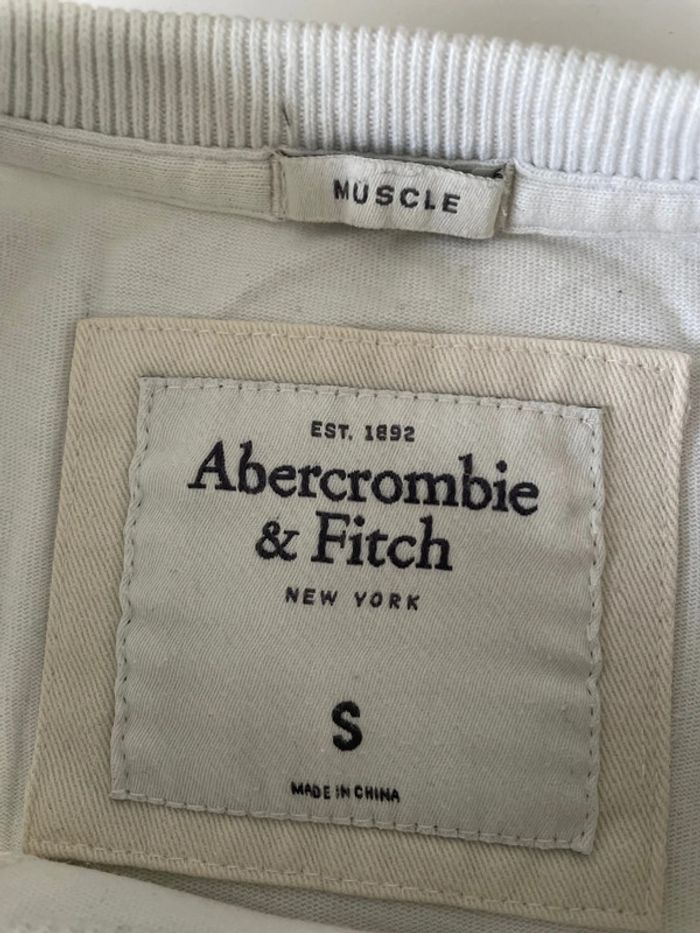 MUSCLE
EST. 1892
Abercrombie
& Fitch
NEW YORK
S
MADE IN CHINA